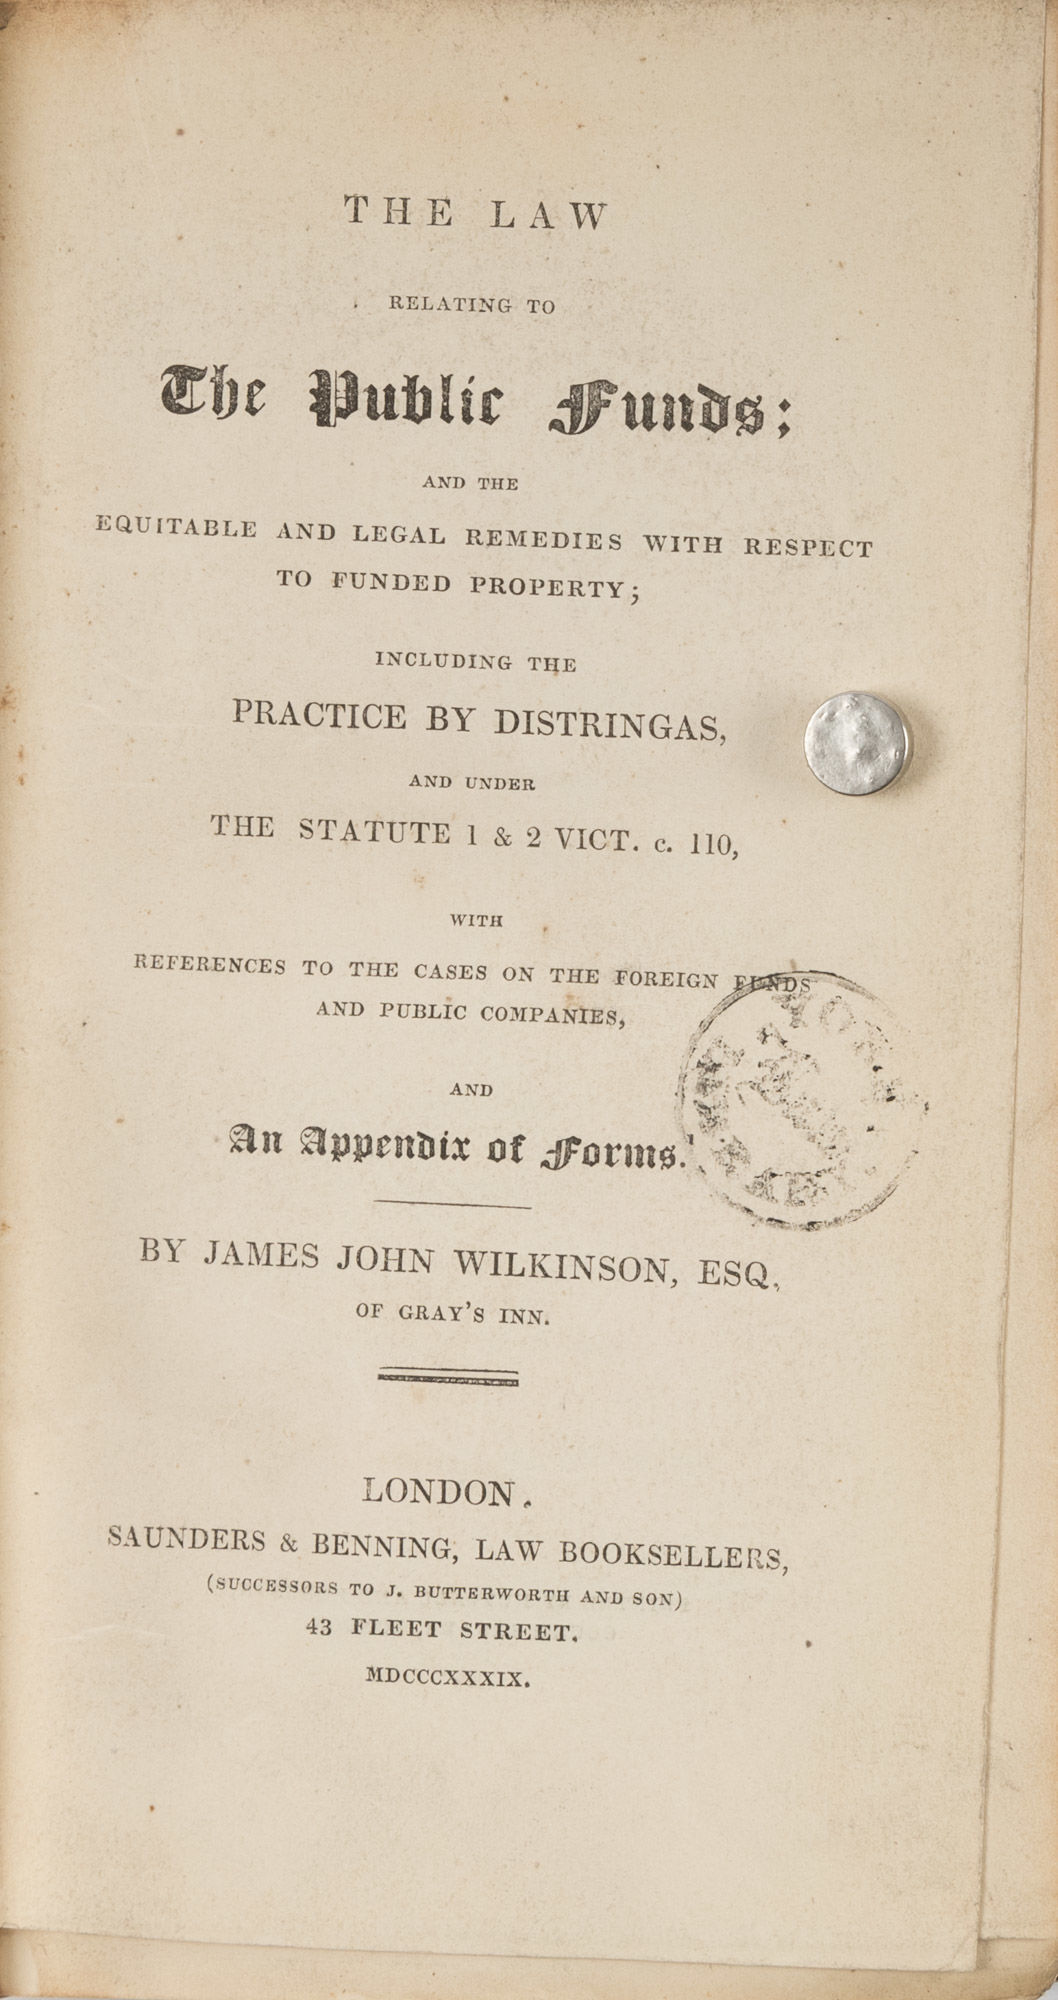 THE LAW
RELATING TO
The Public Funds;
AND THE
EQUITABLE AND LEGAL REMEDIES WITH RESPECT
TO FUNDED PROPERTY;
INCLUDING THE
PRACTICE BY DISTRINGAS,
AND UNDER
THE STATUTE 1 & 2 VICT. c. 110,
WITH
REFERENCES TO THE CASES ON THE FOREIGN FUNDS
AND PUBLIC COMPANIES,
AND
An Appendix of Forms.
BY JAMES JOHN WILKINSON, ESQ.
OF GRAY'S INN.
LONDON.
SAUNDERS & BENNING, LAW BOOKSELLERS,
(SUCCESSORS TO J. BUTTERWORTH AND SON)
43 FLEET STREET.
MDCCCXXXIX.